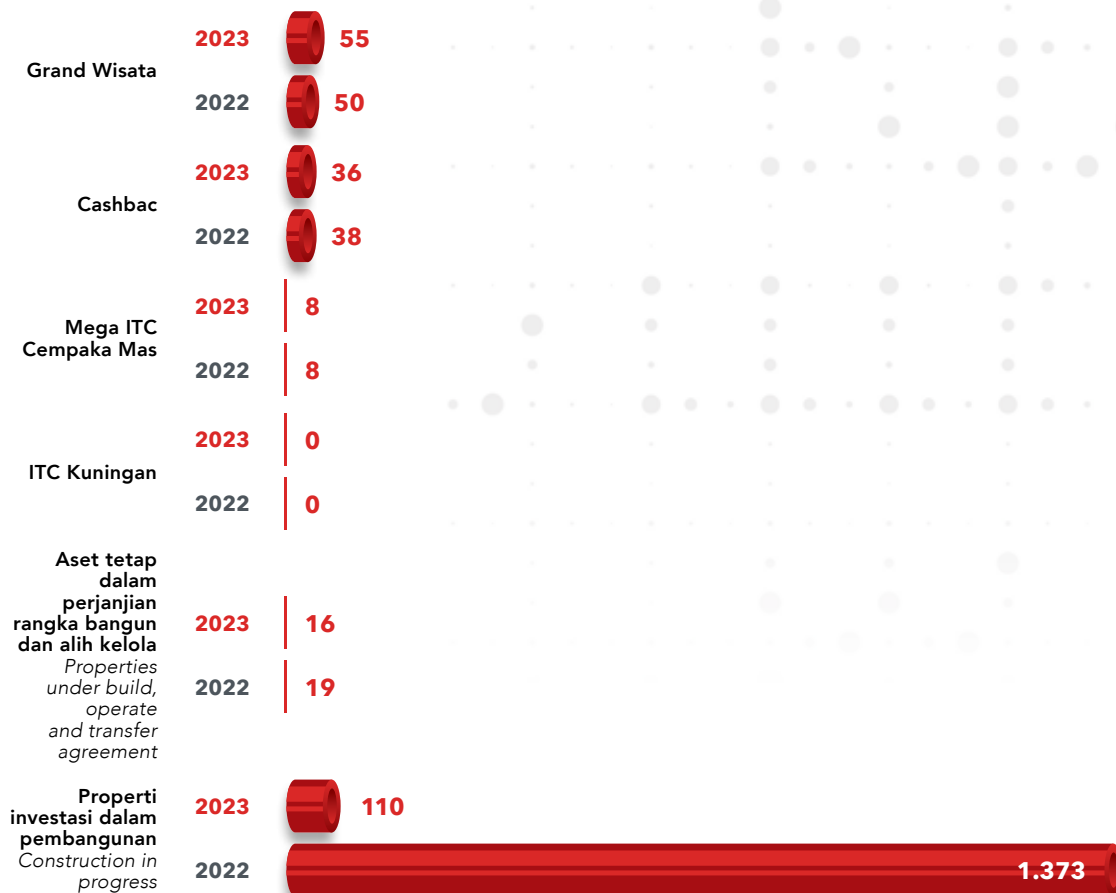 Grand Wisata
2023
55
2022
50
Cashbac
2023
36
2022
38
Mega ITC
Cempaka Mas
2023
8
2022
8
ITC Kuningan
2023
0
2022
0
Aset tetap
dalam
perjanjian
rangka bangun
dan alih kelola
Properties
under build,
operate
and transfer
agreement
2023
16
2022
19
Properti
investasi dalam
pembangunan
Construction in
progress
2023
110
2022
1.373